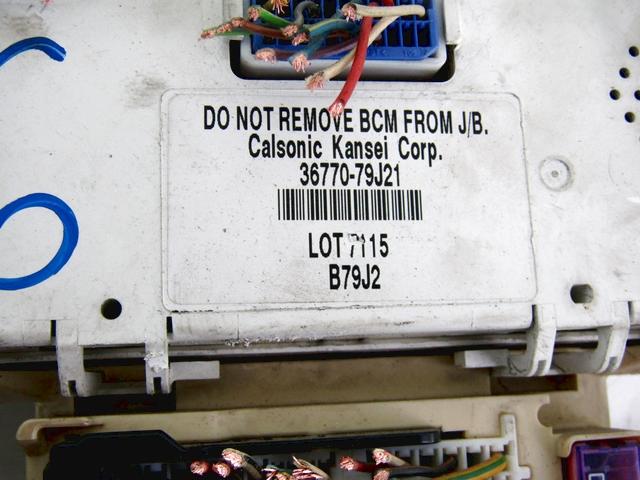 DO NOT REMOVE BCM FROM J/B.
Calsonic Kansei Corp.
36770-79J21
LOT 7115
B79J2